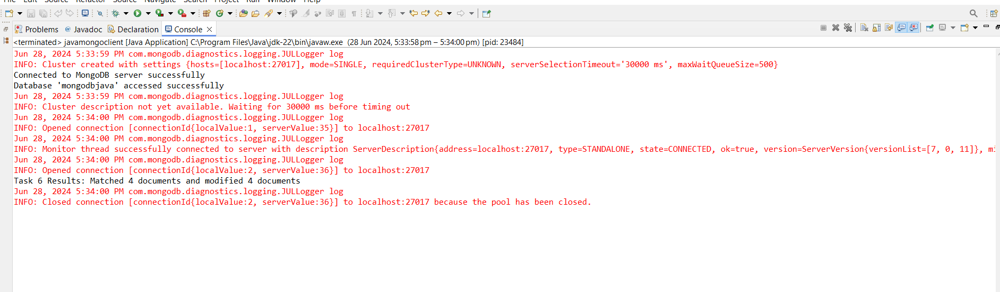 File Edit Source Refactor Source Navigate Search Project Run Window Help
Problems @ Javadoc Declaration Console
<terminated> javamongoclient [Java Application] C:\Program Files\Java\jdk-22\bin\javaw.exe (28 Jun 2024, 5:33:58 pm – 5:34:00 pm) [pid: 23484]
Jun 28, 2024 5:33:59 PM com.mongodb.diagnostics.logging.JULLogger log
INFO: Cluster created with settings {hosts=[localhost:27017], mode=SINGLE, requiredClusterType=UNKNOWN, serverSelectionTimeout='30000 ms', maxWaitQueueSize=500}
Connected to MongoDB server successfully
Database 'mongodbjava' accessed successfully
Jun 28, 2024 5:33:59 PM com.mongodb.diagnostics.logging.JULLogger log
INFO: Cluster description not yet available. Waiting for 30000 ms before timing out
Jun 28, 2024 5:34:00 PM com.mongodb.diagnostics.logging.JULLogger log
INFO: Opened connection [connectionId{localValue:1, serverValue:35}] to localhost:27017
Jun 28, 2024 5:34:00 PM com.mongodb.diagnostics.logging.JULLogger log
INFO: Monitor thread successfully connected to server with description ServerDescription{address=localhost:27017, type=STANDALONE, state=CONNECTED, ok=true, version=ServerVersion{versionList=[7, 0, 11]}, mi
Jun 28, 2024 5:34:00 PM com.mongodb.diagnostics.logging.JULLogger log
INFO: Opened connection [connectionId{localValue:2, serverValue:36}] to localhost:27017
Task 6 Results: Matched 4 documents and modified 4 documents
Jun 28, 2024 5:34:00 PM com.mongodb.diagnostics.logging.JULLogger log
INFO: Closed connection [connectionId{localValue:2, serverValue:36}] to localhost:27017 because the pool has been closed.